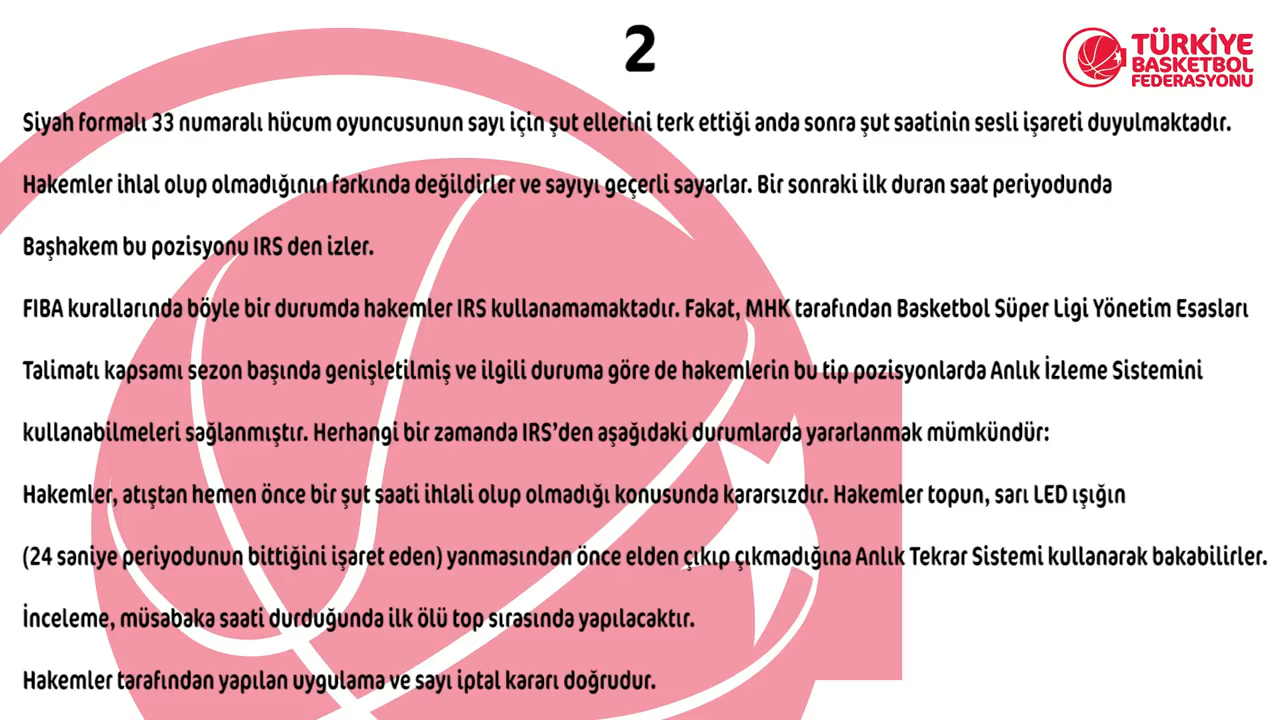 2
TÜRKİYE
BASKETBOL
FEDERASYONU
Siyah formalı 33 numaralı hücum oyuncusunun sayı için şut ellerini terk ettiği anda sonra şut saatinin sesli işareti duyulmaktadır.
Hakemler ihlal olup olmadığının farkında değildirler ve sayıyı geçerli sayarlar. Bir sonraki ilk duran saat periyodunda
Başhakem bu pozisyonu IRS den izler.
FIBA kurallarında böyle bir durumda hakemler IRS kullanamamaktadır. Fakat, MHK tarafından Basketbol Süper Ligi Yönetim Esasları
Talimatı kapsamı sezon başında genişletilmiş ve ilgili duruma göre de hakemlerin bu tip pozisyonlarda Anlık İzleme Sistemini
kullanabilmeleri sağlanmıştır. Herhangi bir zamanda IRS’den aşağıdaki durumlarda yararlanmak mümkündür:
Hakemler, atıştan hemen önce bir şut saati ihlali olup olmadığı konusunda kararsızdır. Hakemler topun, sarı LED ışığın
(24 saniye periyodunun bittiğini işaret eden) yanmasından önce elden çıkıp çıkmadığına Anlık Tekrar Sistemi kullanarak bakabilirler.
İnceleme, müsabaka saati durduğunda ilk ölü top sırasında yapılacaktır.
Hakemler tarafından yapılan uygulama ve sayı iptal kararı doğrudur.